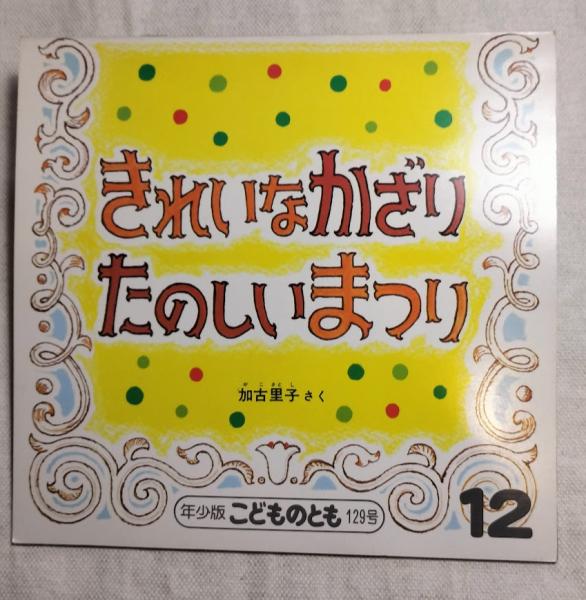 きれいなかざり
たのしいまつり
かこさとし
加古里子 さく
年少版 こどものとも 129号
12